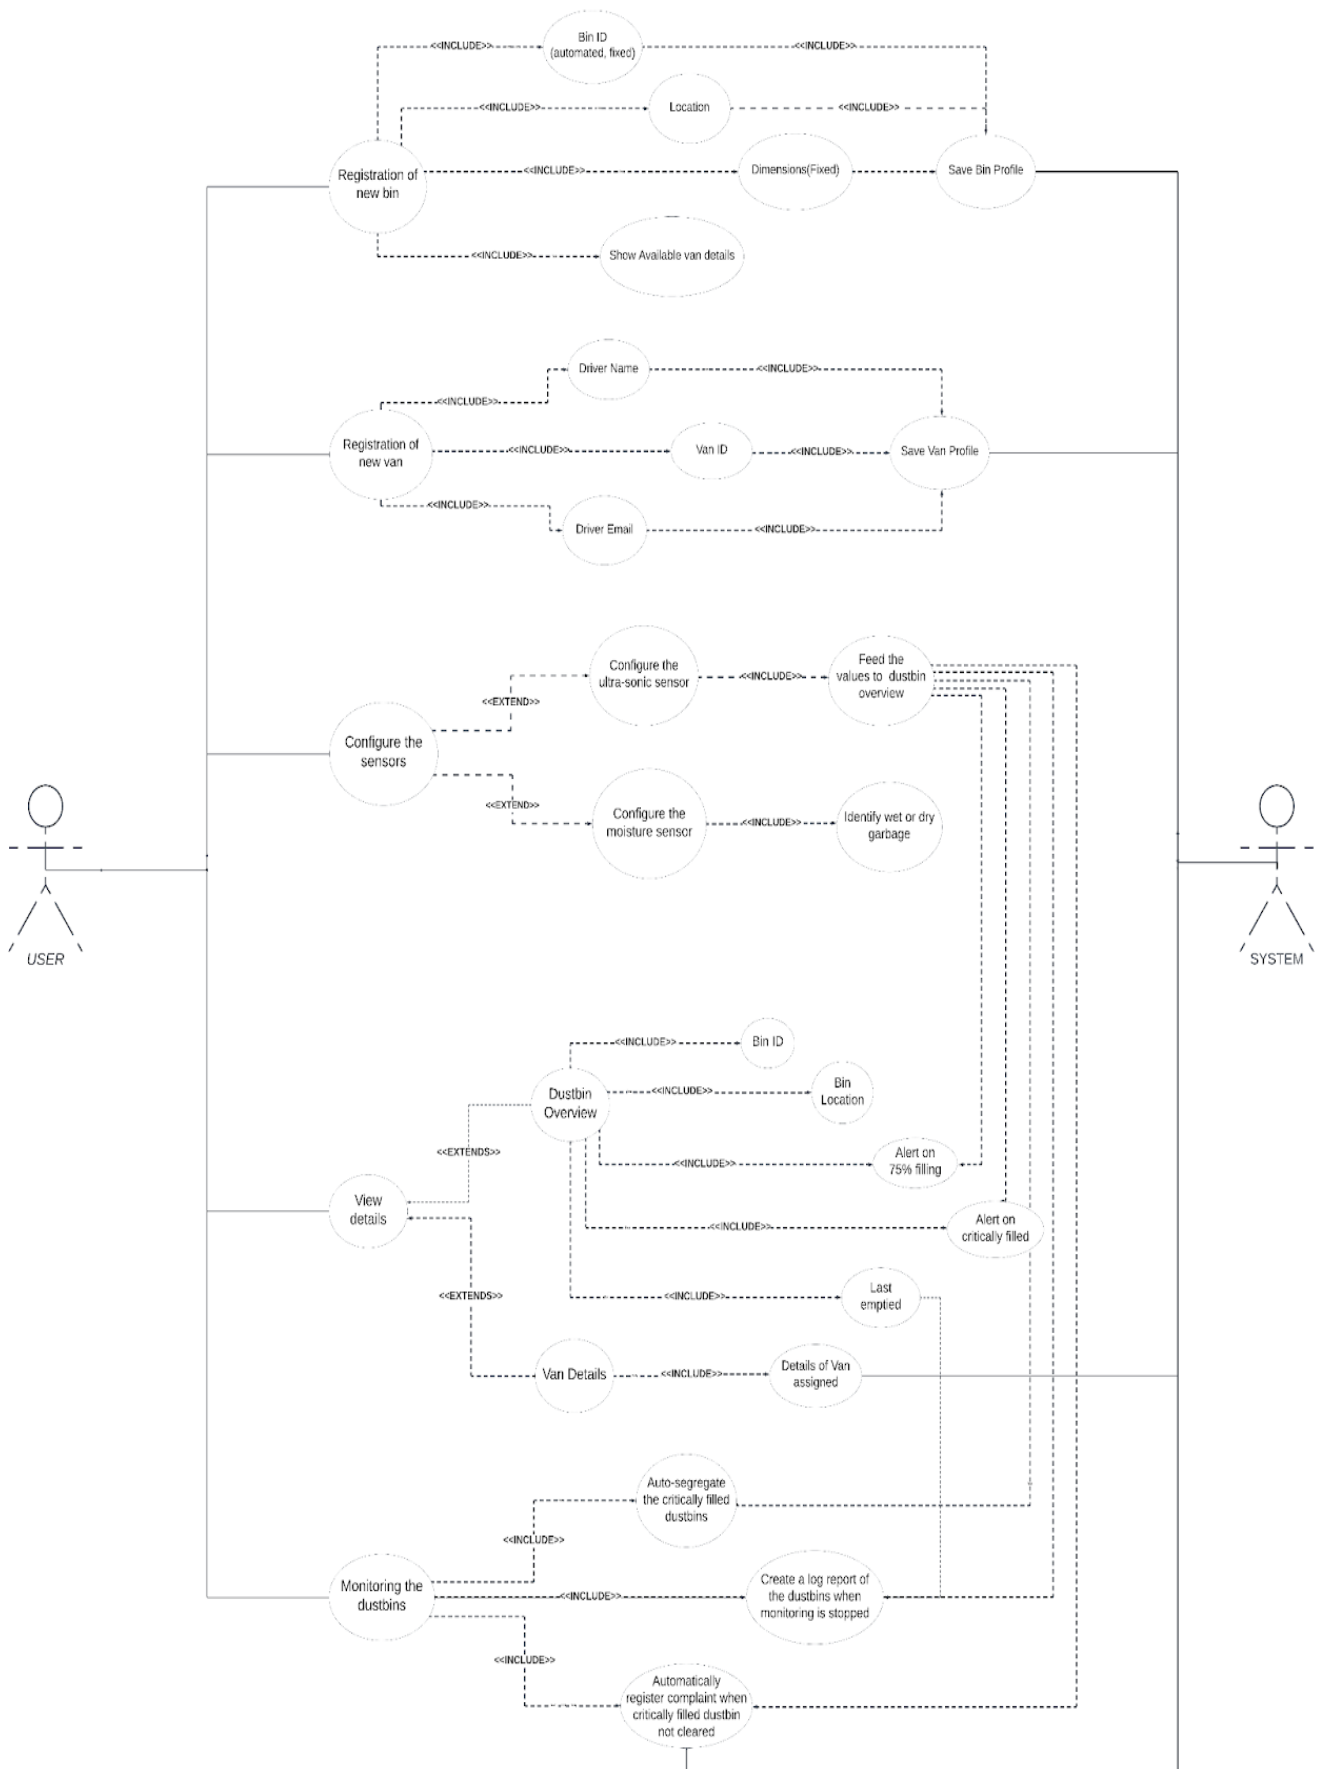 Bin ID
(automated, fixed)
<<INCLUDE>>
<<INCLUDE>>
<<INCLUDE>>
Location
<<INCLUDE>>
Registration of
new bin
<<INCLUDE>>
Dimensions(Fixed)
Save Bin Profile
<<INCLUDE>>
Show Available van details
Driver Name
<<INCLUDE>>
<<INCLUDE>>
Registration of
new van
<<INCLUDE>>
Van ID
<<INCLUDE>>
Save Van Profile
<<INCLUDE>>
Driver Email
<<INCLUDE>>
Configure the
ultra-sonic sensor
<<INCLUDE>>
Feed the
values to dustbin
overview
<<EXTEND>>
Configure the
sensors
<<EXTEND>>
Configure the
moisture sensor
<<INCLUDE>>
Identify wet or dry
garbage
USER
SYSTEM
<<INCLUDE>>
Bin ID
Dustbin
Overview
<<INCLUDE>>
Bin
Location
<<EXTENDS>>
<<INCLUDE>>
Alert on
75% filling
View
details
<<INCLUDE>>
Alert on
critically filled
<<EXTENDS>>
<<INCLUDE>>
Last
emptied
Van Details
<<INCLUDE>>
Details of Van
assigned
Auto-segregate
the critically filled
dustbins
<<INCLUDE>>
Monitoring the
dustbins
<<INCLUDE>>
Create a log report of
the dustbins when
monitoring is stopped
<<INCLUDE>>
Automatically
register complaint when
critically filled dustbin
not cleared